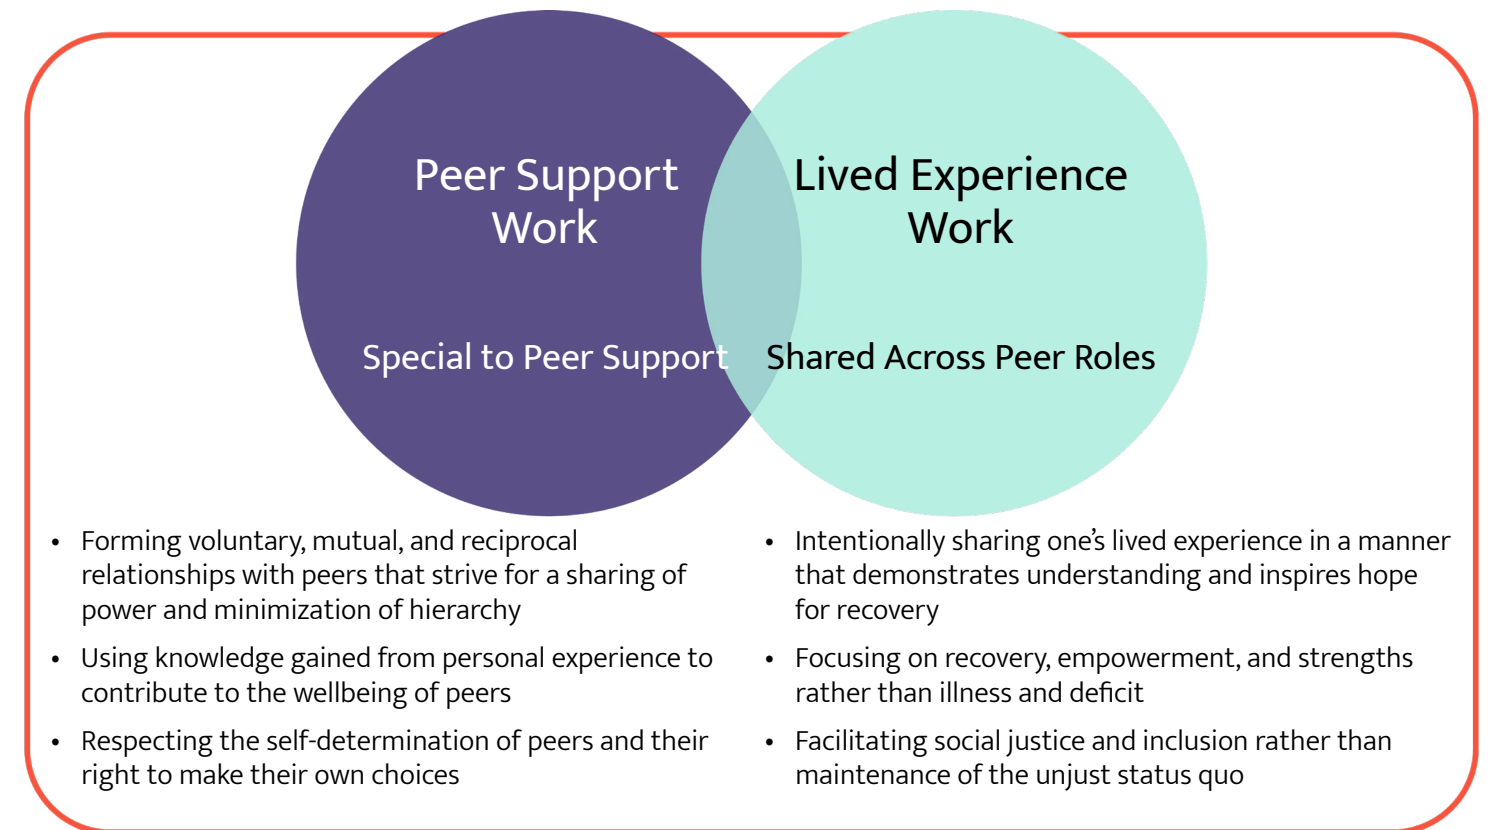 Peer Support
Work
Special to Peer Support
Lived Experience
Work
Shared Across Peer Roles
• Forming voluntary, mutual, and reciprocal
relationships with peers that strive for a sharing of
power and minimization of hierarchy
• Using knowledge gained from personal experience to
contribute to the wellbeing of peers
• Respecting the self-determination of peers and their
right to make their own choices
• Intentionally sharing one’s lived experience in a manner
that demonstrates understanding and inspires hope
for recovery
• Focusing on recovery, empowerment, and strengths
rather than illness and deficit
• Facilitating social justice and inclusion rather than
maintenance of the unjust status quo